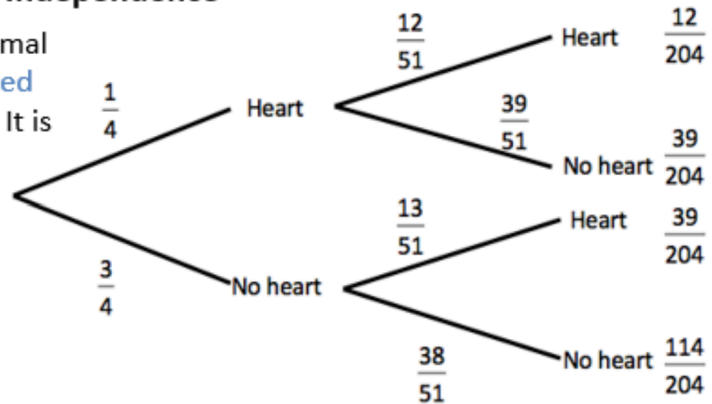 independence
mal
ed
It is
1/4
3/4
Heart
No heart
12/51
39/51
13/51
38/51
Heart 12/204
No heart 39/204
Heart 39/204
No heart 114/204